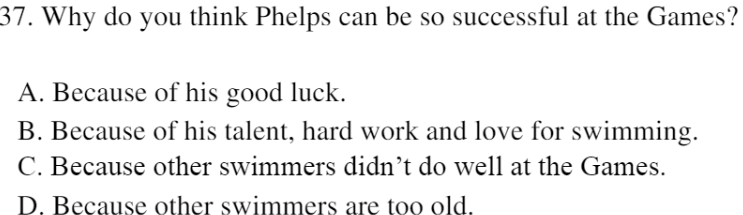 37. Why do you think Phelps can be so successful at the Games?
A. Because of his good luck.
B. Because of his talent, hard work and love for swimming.
C. Because other swimmers didn’t do well at the Games.
D. Because other swimmers are too old.